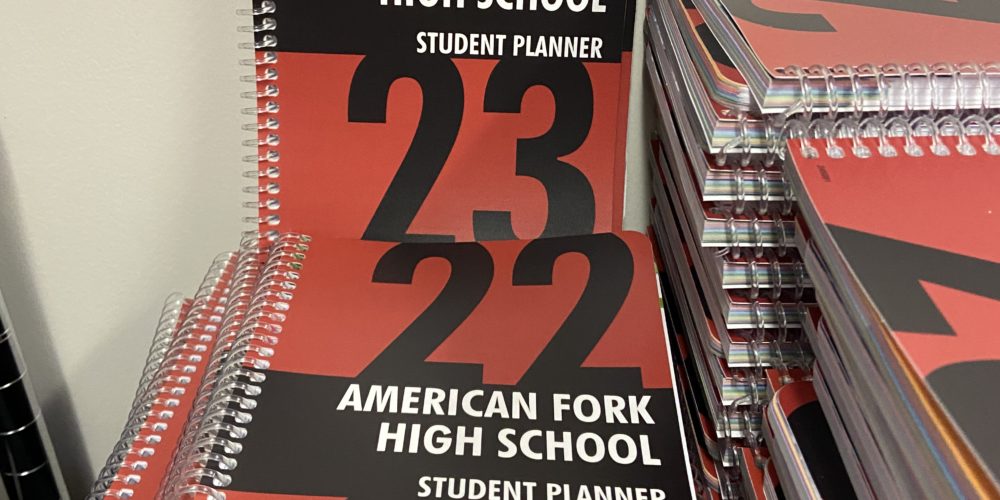 HIGH SCHOOL
STUDENT PLANNER
23
22
AMERICAN FORK
HIGH SCHOOL
STUDENT PLANNER